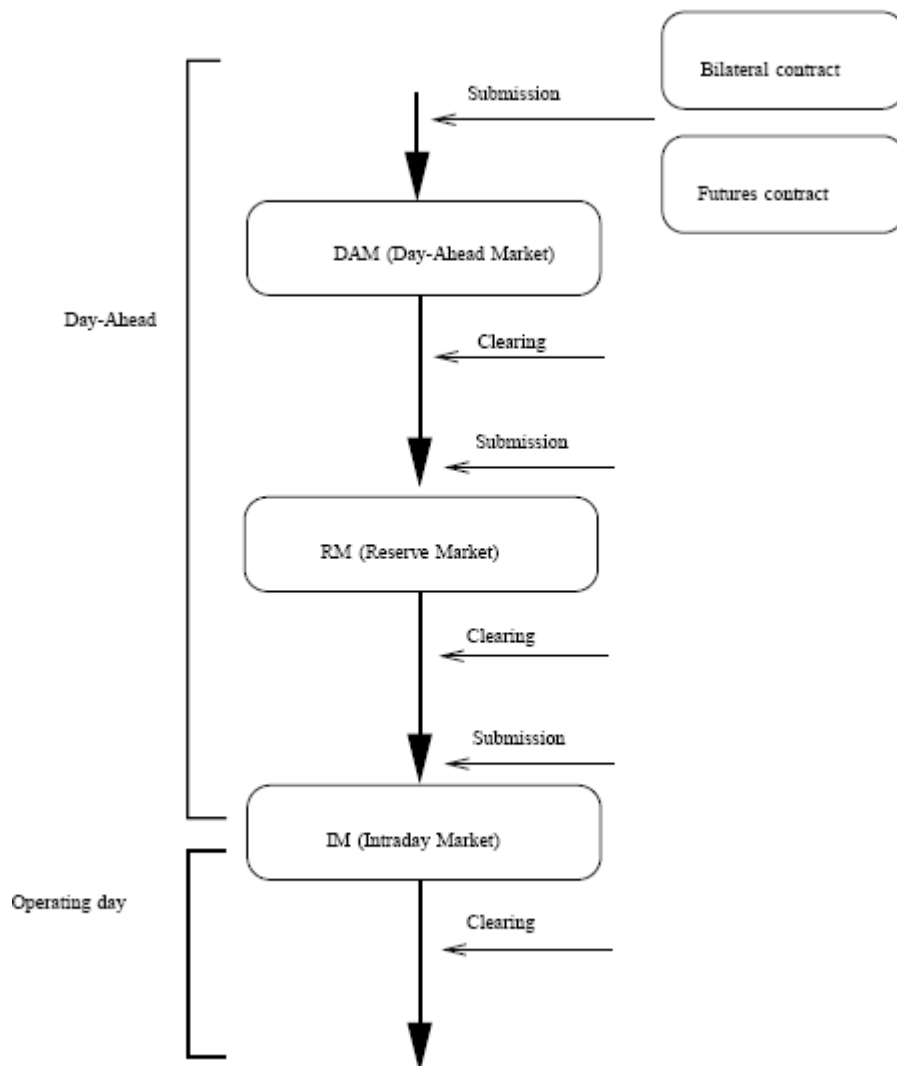 Bilateral contract
Submission
Futures contract
DAM (Day-Ahead Market)
Day-Ahead
Clearing
Submission
RM (Reserve Market)
Clearing
Submission
IM (Intraday Market)
Operating day
Clearing